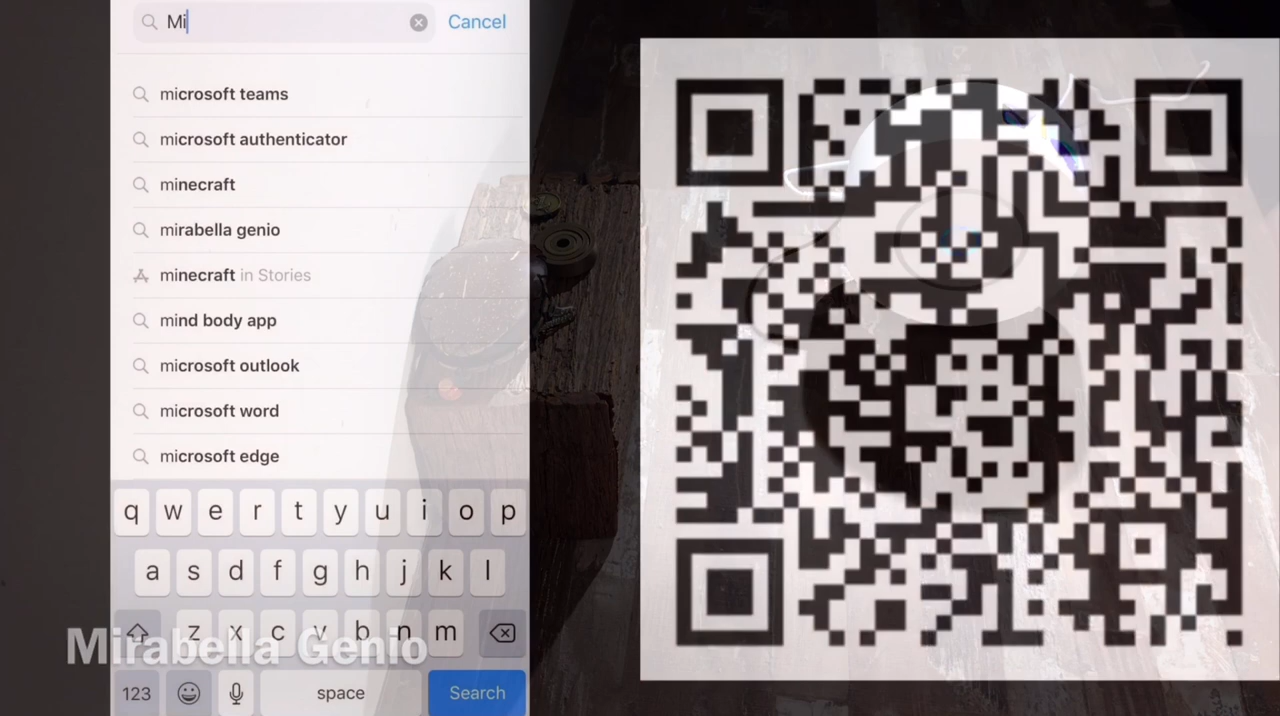 Mi
Cancel
microsoft teams
microsoft authenticator
minecraft
mirabella genio
minecraft in Stories
mind body app
microsoft outlook
microsoft word
microsoft edge
q w e r t y u i o p
a s d f g h j k l
z x c v b n m
Mirabella Genio
123
space
Search